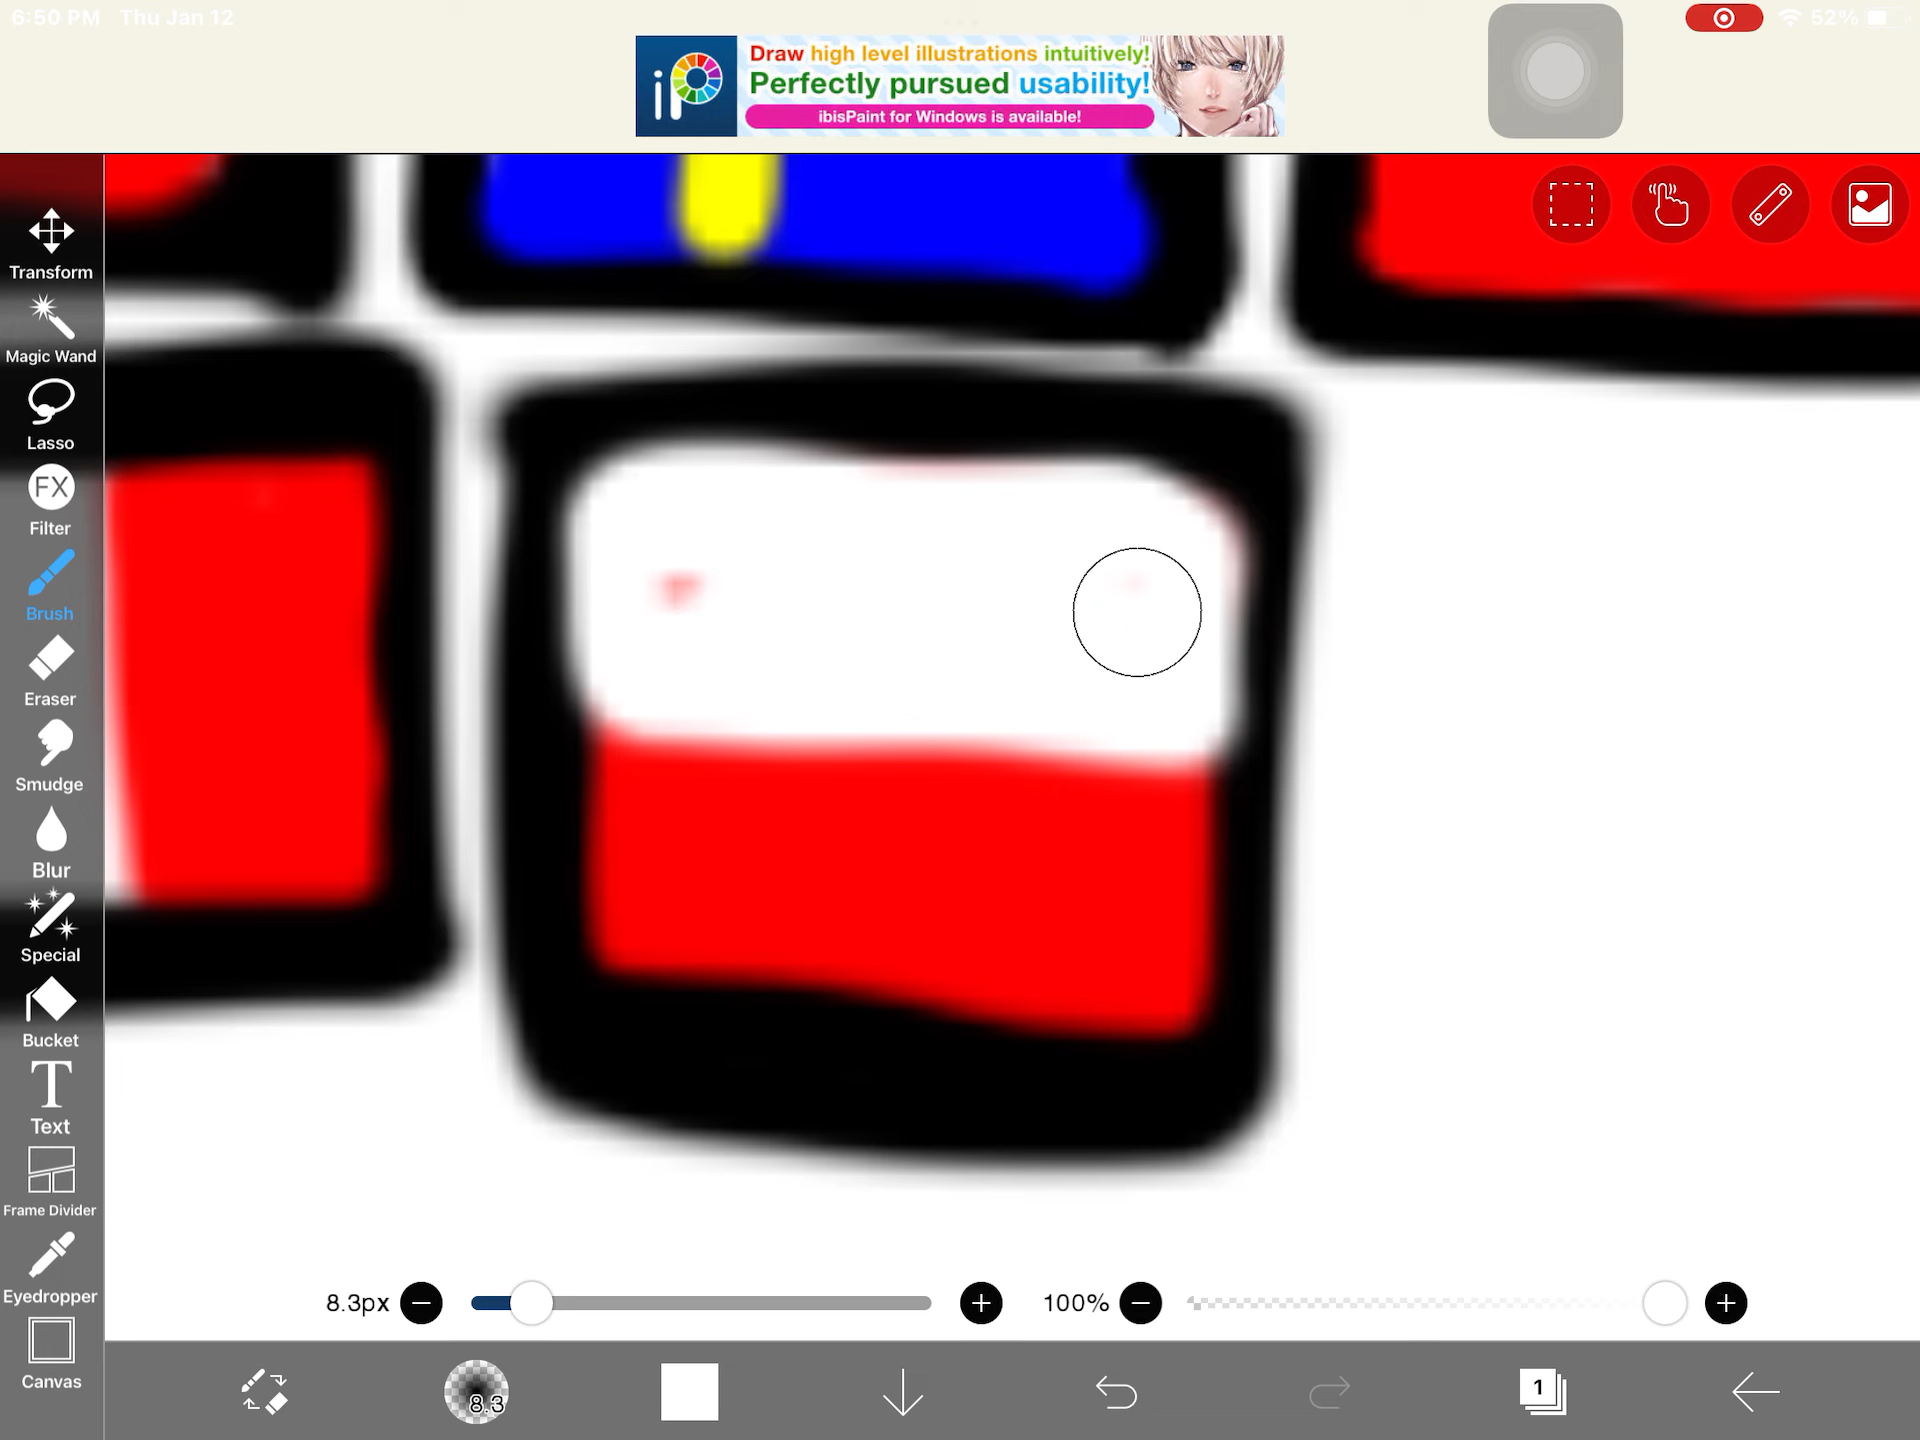 6:50 PM Thu Jan 12
52%
iP
Draw high level illustrations intuitively!
Perfectly pursued usability!
ibisPaint for Windows is available!
Transform
Magic Wand
Lasso
FX
Filter
Brush
Eraser
Smudge
Blur
Special
Bucket
T
Text
Frame Divider
Eyedropper
Canvas
8.3px
100%
8.3
1